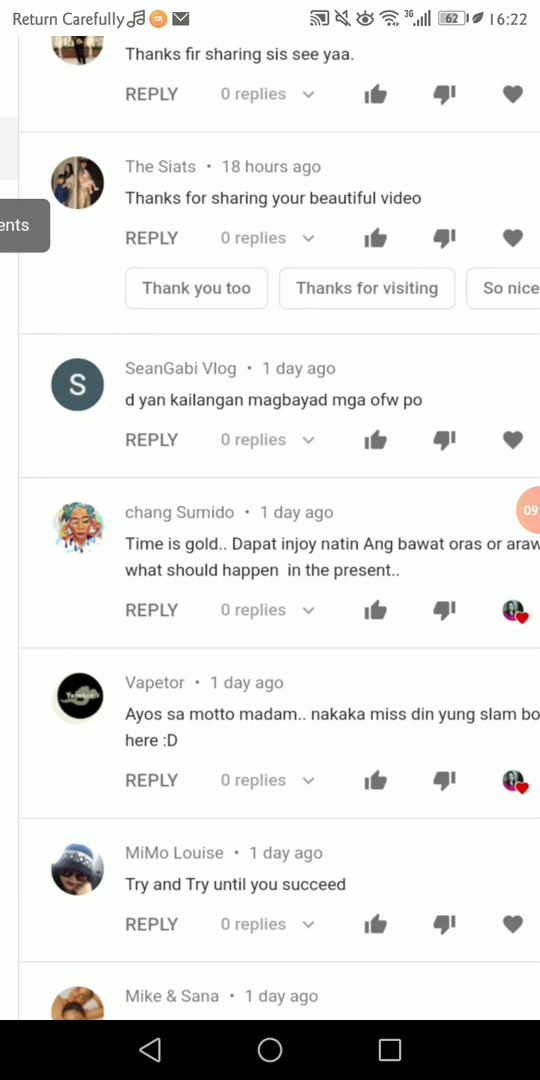 Return Carefully
36
62
16:22
Thanks fir sharing sis see yaa.
REPLY 0 replies
The Siats • 18 hours ago
Thanks for sharing your beautiful video
ents
REPLY 0 replies
Thank you too Thanks for visiting So nice
S
SeanGabi Vlog • 1 day ago
d yan kailangan magbayad mga ofw po
REPLY 0 replies
chang Sumido • 1 day ago
09
Time is gold.. Dapat injoy natin Ang bawat oras or araw
what should happen in the present..
REPLY 0 replies
Vapetor • 1 day ago
Ayos sa motto madam.. nakaka miss din yung slam bo
here :D
REPLY 0 replies
MiMo Louise • 1 day ago
Try and Try until you succeed
REPLY 0 replies
Mike & Sana • 1 day ago